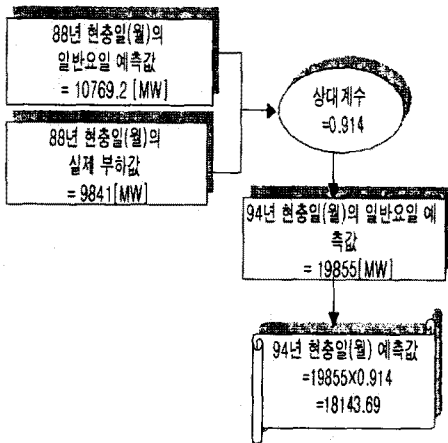 88년 현충일(월)의
일반요일 예측값
= 10769.2 [MW]
88년 현충일(월)의
실제 부하값
= 9841[MW]
상대계수
=0.914
94년 현충일(월)의 일반요일 예
측값
= 19855[MW]
94년 현충일(월) 예측값
=19855X0.914
=18143.69